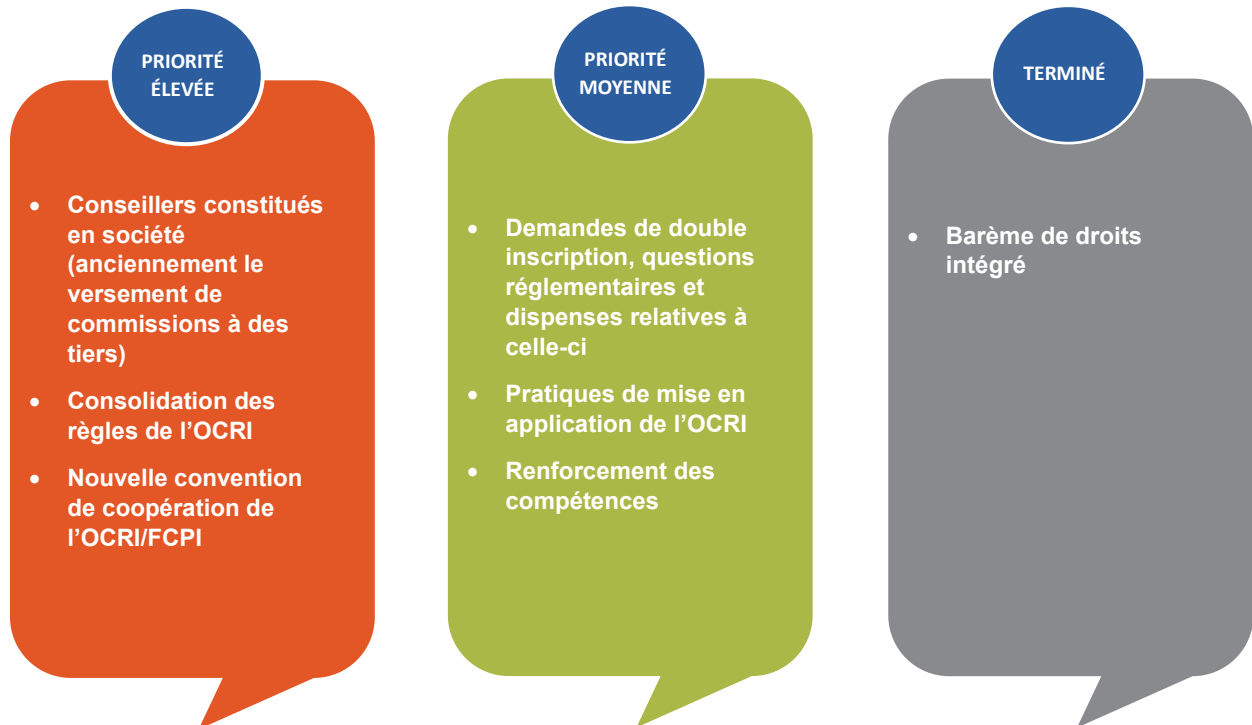 PRIORITÉ
ÉLEVÉE
• Conseillers constitués
en société
(anciennement le
versement de
commissions à des
tiers)
• Consolidation des
règles de l'OCRI
• Nouvelle convention
de coopération de
l'OCRI/FCPI
PRIORITÉ
MOYENNE
• Demandes de double
inscription, questions
réglementaires et
dispenses relatives à
celle-ci
• Pratiques de mise en
application de l'OCRI
• Renforcement des
compétences
TERMINÉ
• Barème de droits
intégré